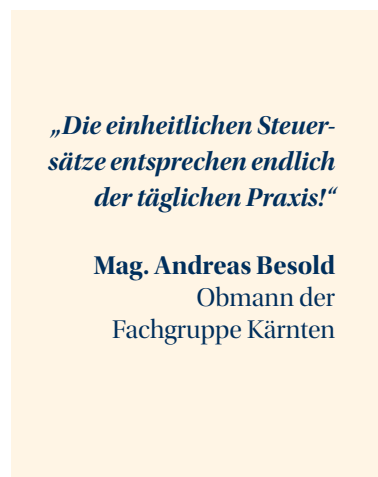 „Die einheitlichen Steuer-
sätze entsprechen endlich
der täglichen Praxis!“
Mag. Andreas Besold
Obmann der
Fachgruppe Kärnten